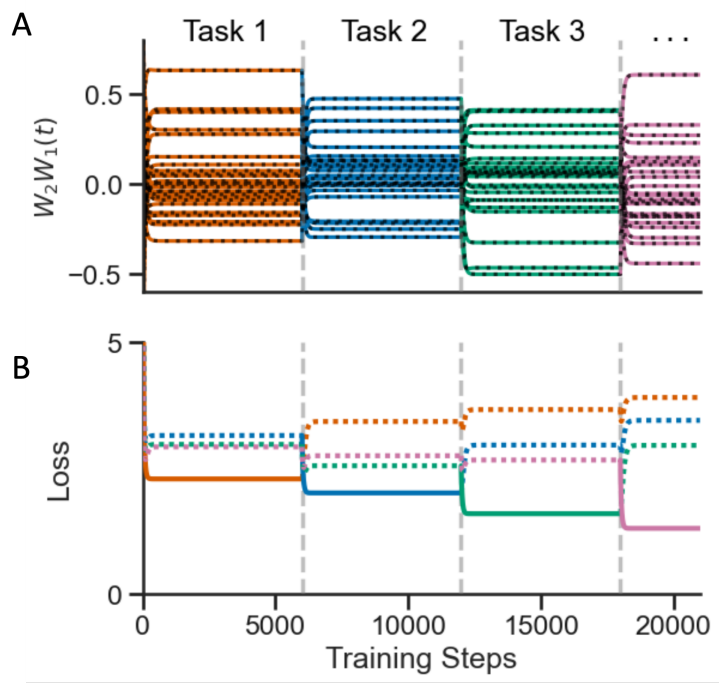 A
Task 1 Task 2 Task 3 . . .
W₂W₁(t)
0.5
0.0
−0.5
B
Loss
5
0
0 5000 10000 15000 20000
Training Steps